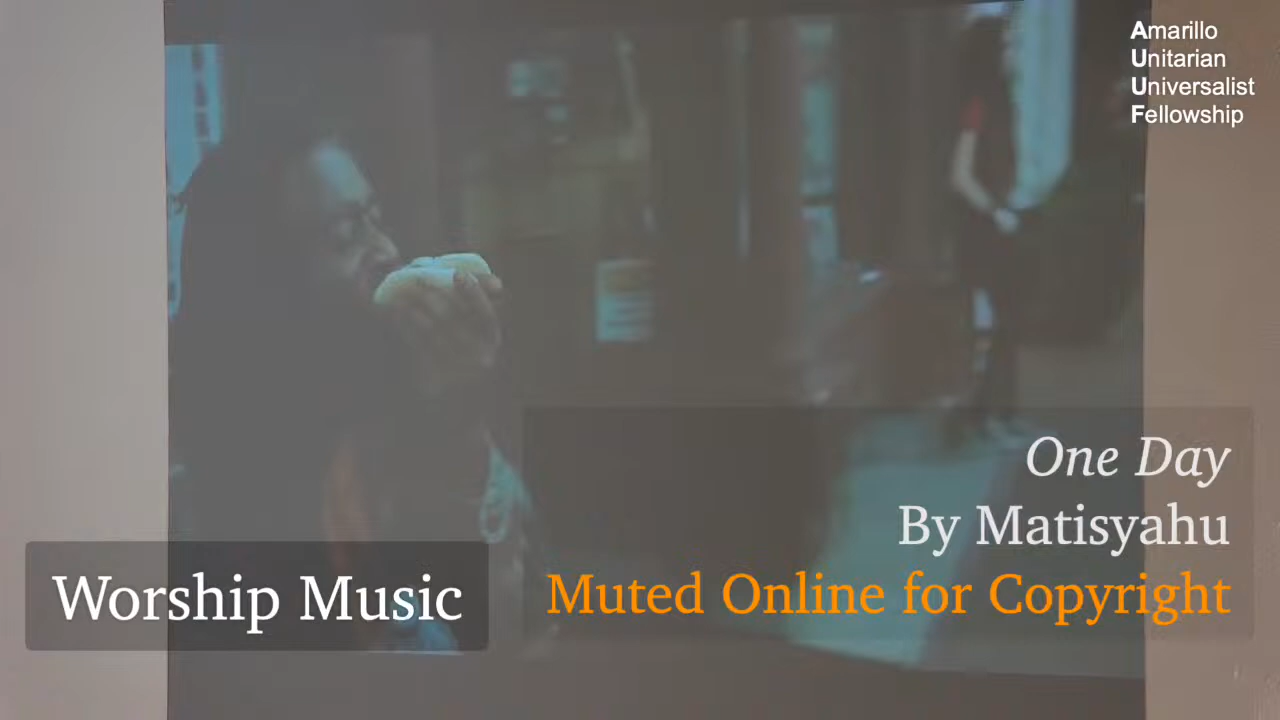 Amarillo
Unitarian
Universalist
Fellowship
One Day
By Matisyahu
Muted Online for Copyright
Worship Music